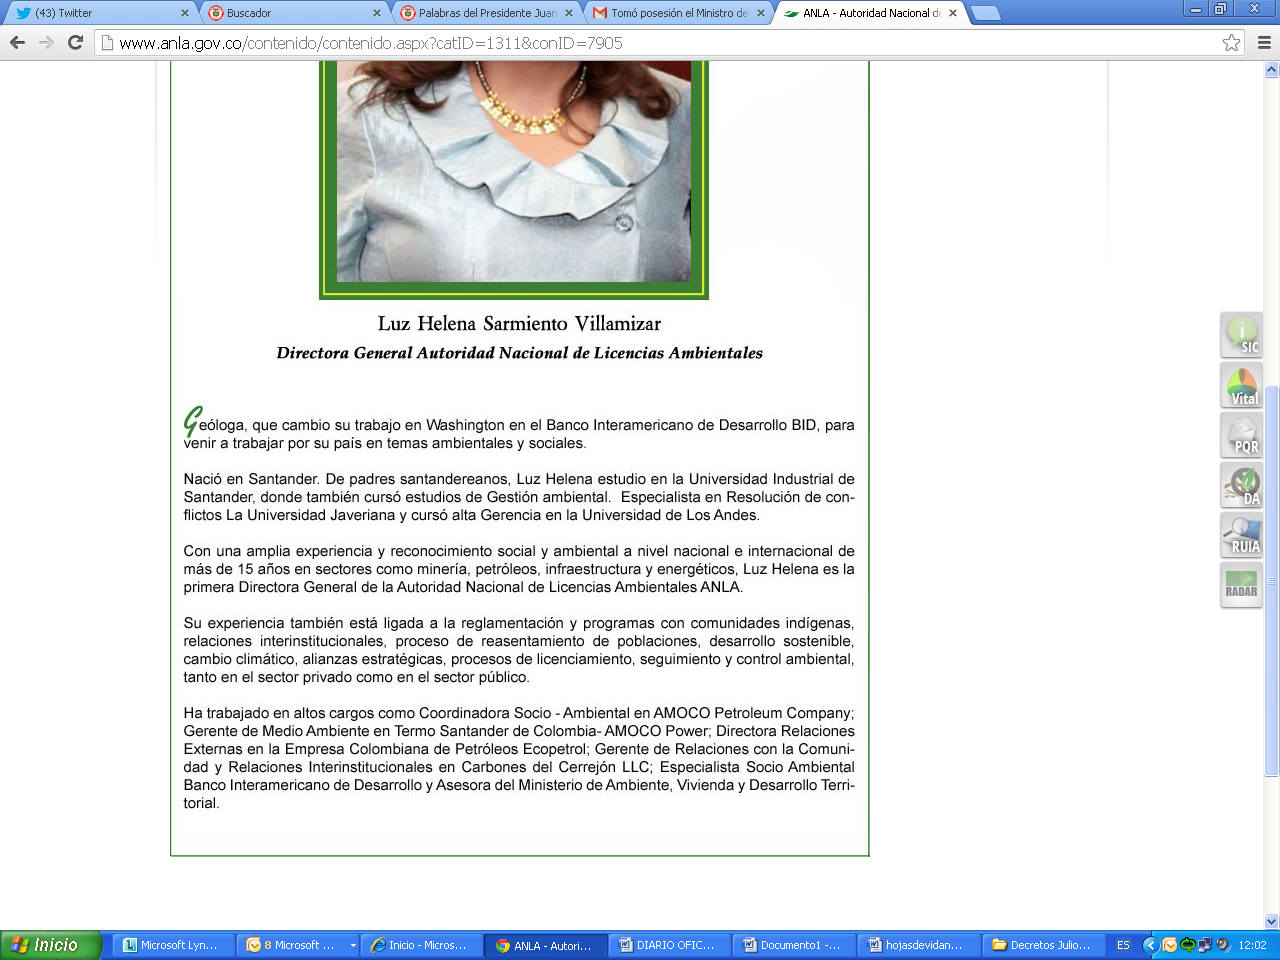 (43) Twitter
Buscador
Palabras del Presidente Juan
Tomó posesión el Ministro de
ANLA - Autoridad Nacional de
www.anla.gov.co/contenido/contenido.aspx?catID=1311&conID=7905
Luz Helena Sarmiento Villamizar
Directora General Autoridad Nacional de Licencias Ambientales
Geóloga, que cambio su trabajo en Washington en el Banco Interamericano de Desarrollo BID, para
venir a trabajar por su país en temas ambientales y sociales.
Nació en Santander. De padres santandereanos, Luz Helena estudio en la Universidad Industrial de
Santander, donde también cursó estudios de Gestión ambiental. Especialista en Resolución de con-
flictos La Universidad Javeriana y cursó alta Gerencia en la Universidad de Los Andes.
Con una amplia experiencia y reconocimiento social y ambiental a nivel nacional e internacional de
más de 15 años en sectores como minería, petróleos, infraestructura y energéticos, Luz Helena es la
primera Directora General de la Autoridad Nacional de Licencias Ambientales ANLA.
Su experiencia también está ligada a la reglamentación y programas con comunidades indígenas,
relaciones interinstitucionales, proceso de reasentamiento de poblaciones, desarrollo sostenible,
cambio climático, alianzas estratégicas, procesos de licenciamiento, seguimiento y control ambiental,
tanto en el sector privado como en el sector público.
Ha trabajado en altos cargos como Coordinadora Socio - Ambiental en AMOCO Petroleum Company;
Gerente de Medio Ambiente en Termo Santander de Colombia- AMOCO Power; Directora Relaciones
Externas en la Empresa Colombiana de Petróleos Ecopetrol; Gerente de Relaciones con la Comuni-
dad y Relaciones Interinstitucionales en Carbones del Cerrejón LLC; Especialista Socio Ambiental
Banco Interamericano de Desarrollo y Asesora del Ministerio de Ambiente, Vivienda y Desarrollo Terri-
torial.
SIC
Vital
PQR
DA
RUIA
RADAR
Inicio
Microsoft Lyn...
8 Microsoft ...
Inicio - Micros...
ANLA - Autori...
DIARIO OFIC...
Documento1 -...
hojasdevidan...
Decretos Julio...
ES
12:02